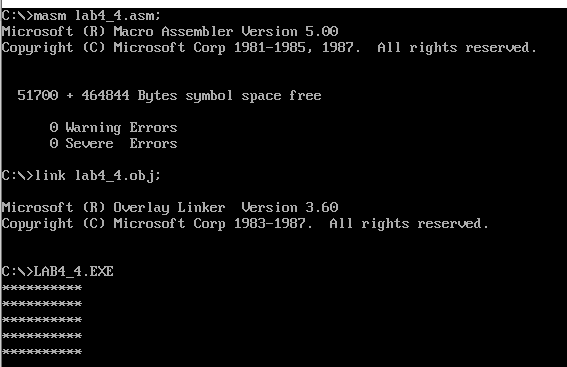 C:\>masm lab4_4.asm;
Microsoft (R) Macro Assembler Version 5.00
Copyright (C) Microsoft Corp 1981-1985, 1987.  All rights reserved.
51700 + 464844 Bytes symbol space free
0 Warning Errors
0 Severe  Errors
C:\>link lab4_4.obj;
Microsoft (R) Overlay Linker  Version 3.60
Copyright (C) Microsoft Corp 1983-1987.  All rights reserved.
C:\>LAB4_4.EXE
**********
**********
**********
**********
**********